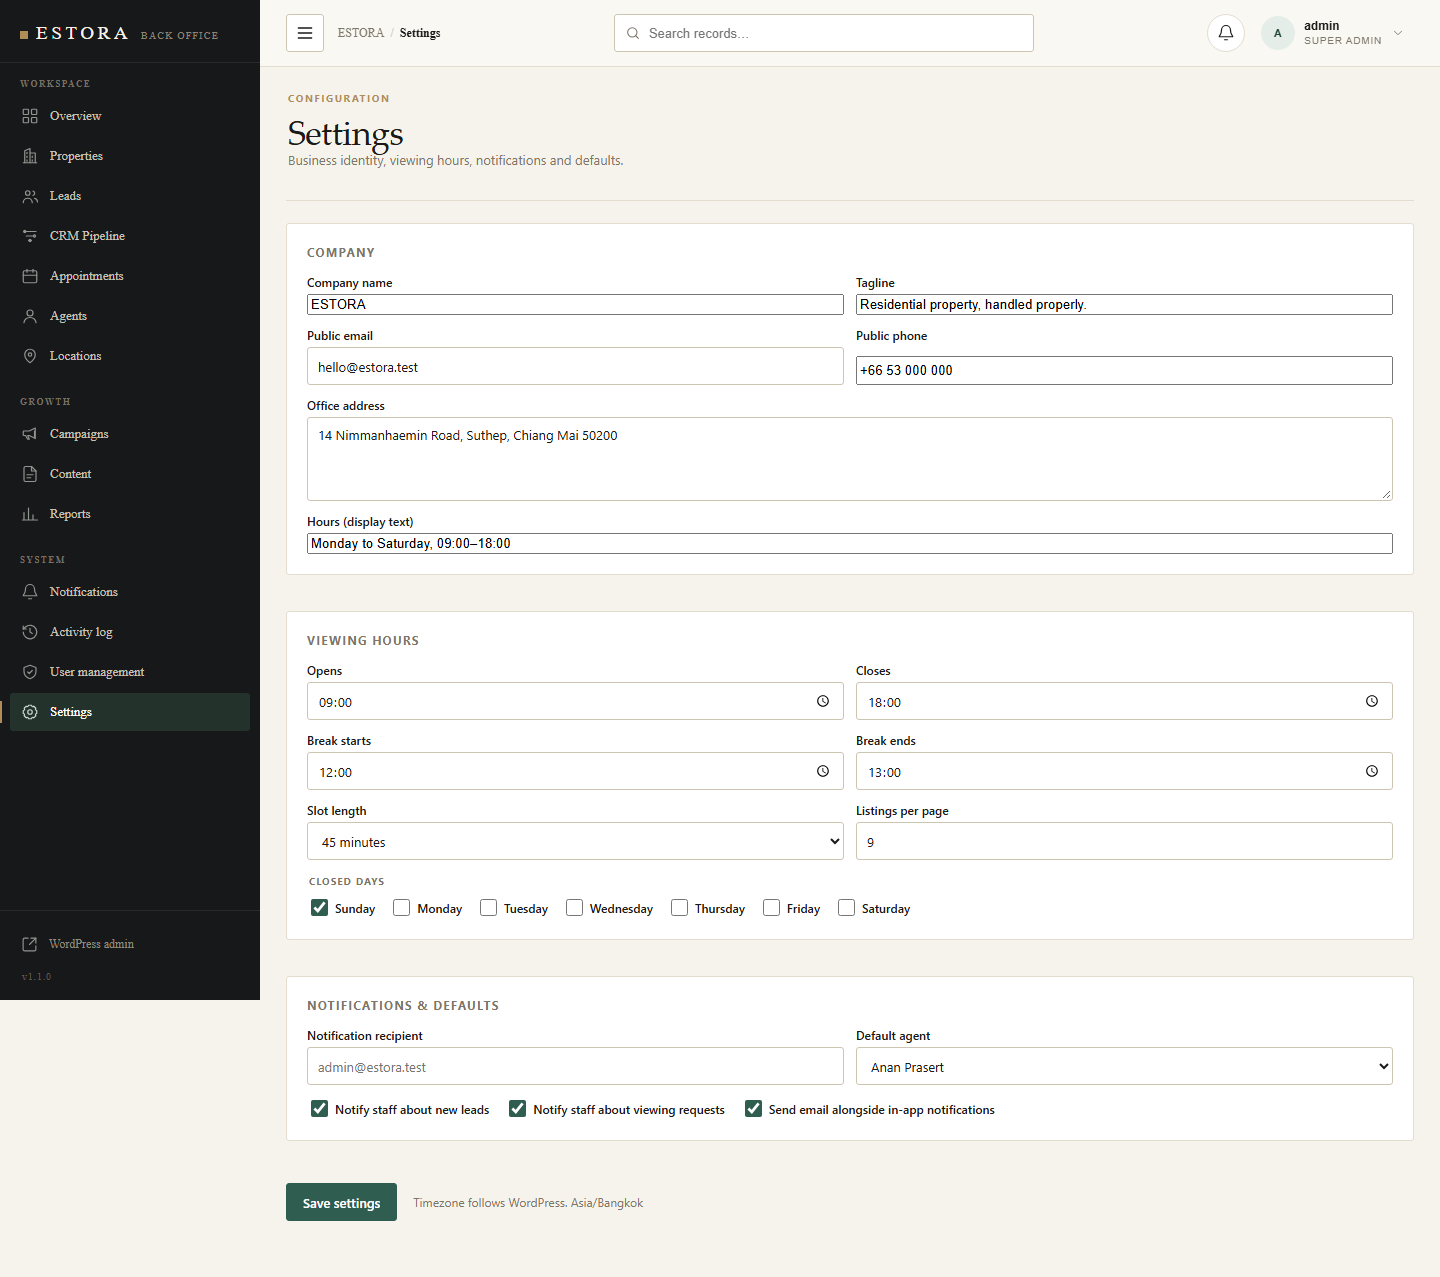 ESTORA BACK OFFICE
ESTORA / Settings
Search records...
A
admin
SUPER ADMIN
WORKSPACE
Overview
Properties
Leads
CRM Pipeline
Appointments
Agents
Locations
GROWTH
Campaigns
Content
Reports
SYSTEM
Notifications
Activity log
User management
Settings
WordPress admin
v1.1.0
CONFIGURATION
Settings
Business identity, viewing hours, notifications and defaults.
COMPANY
Company name
Tagline
ESTORA
Residential property, handled properly.
Public email
Public phone
hello@estora.test
+66 53 000 000
Office address
14 Nimmanhaemin Road, Suthep, Chiang Mai 50200
Hours (display text)
Monday to Saturday, 09:00–18:00
VIEWING HOURS
Opens
Closes
09:00
18:00
Break starts
Break ends
12:00
13:00
Slot length
Listings per page
45 minutes
9
CLOSED DAYS
Sunday Monday Tuesday Wednesday Thursday Friday Saturday
NOTIFICATIONS & DEFAULTS
Notification recipient
Default agent
admin@estora.test
Anan Prasert
Notify staff about new leads Notify staff about viewing requests Send email alongside in-app notifications
Save settings
Timezone follows WordPress. Asia/Bangkok